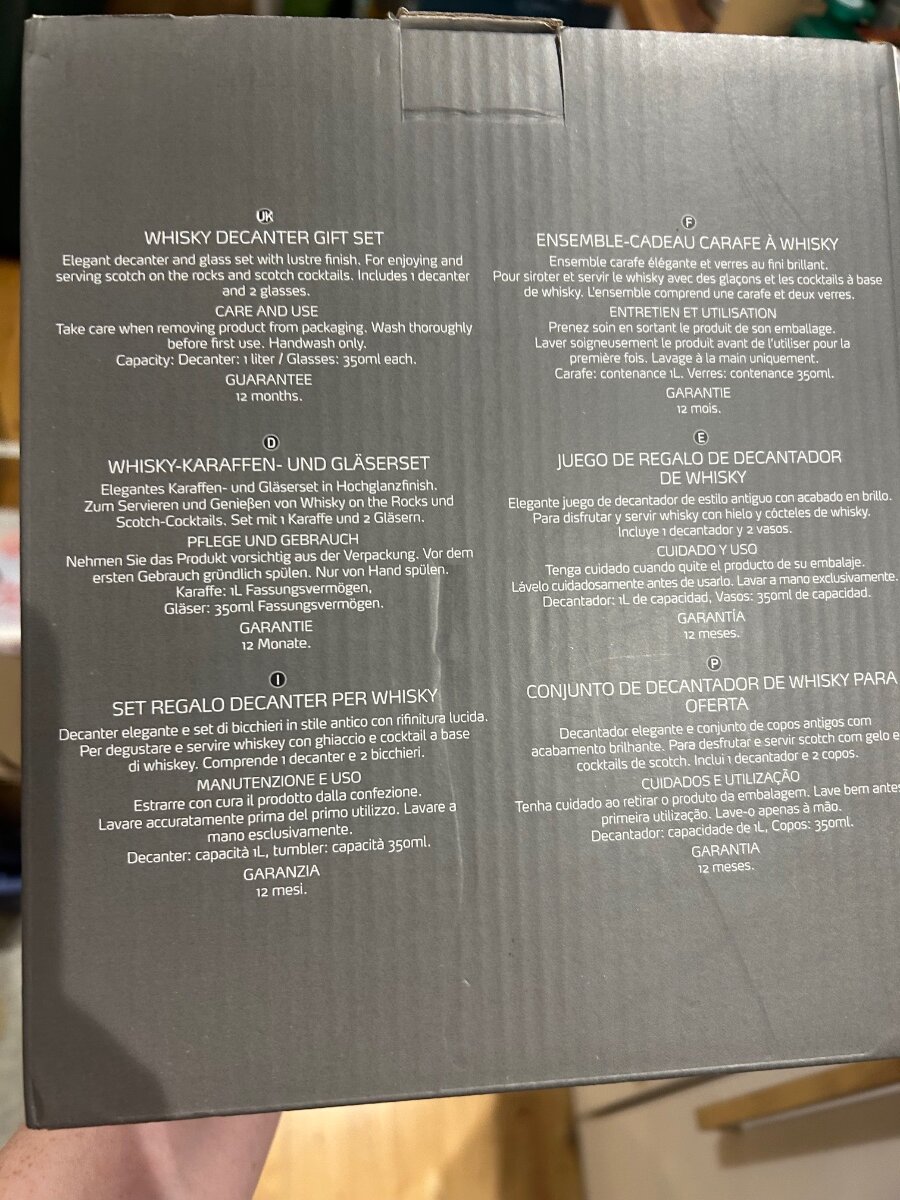 UK
WHISKY DECANTER GIFT SET
Elegant decanter and glass set with lustre finish. For enjoying and
serving scotch on the rocks and scotch cocktails. Includes 1 decanter
and 2 glasses.
CARE AND USE
Take care when removing product from packaging. Wash thoroughly
before first use. Handwash only.
Capacity: Decanter: 1 liter / Glasses: 350ml each.
GUARANTEE
12 months.
D
WHISKY-KARAFFEN- UND GLÄSERSET
Elegantes Karaffen- und Gläserset in Hochglanzfinish.
Zum Servieren und Genießen von Whisky on the Rocks und
Scotch-Cocktails. Set mit 1 Karaffe und 2 Gläsern.
PFLEGE UND GEBRAUCH
Nehmen Sie das Produkt vorsichtig aus der Verpackung. Vor dem
ersten Gebrauch gründlich spülen. Nur von Hand spülen.
Karaffe: 1L Fassungsvermögen,
Gläser: 350ml Fassungsvermögen.
GARANTIE
12 Monate.
I
SET REGALO DECANTER PER WHISKY
Decanter elegante e set di bicchieri in stile antico con rifinitura lucida.
Per degustare e servire whiskey con ghiaccio e cocktail a base
di whiskey. Comprende 1 decanter e 2 bicchieri.
MANUTENZIONE E USO
Estrarre con cura il prodotto dalla confezione.
Lavare accuratamente prima del primo utilizzo. Lavare a
mano esclusivamente.
Decanter: capacità 1L, tumbler: capacità 350ml.
GARANZIA
12 mesi.
F
ENSEMBLE-CADEAU CARAFE À WHISKY
Ensemble carafe élégante et verres au fini brillant.
Pour siroter et servir le whisky avec des glaçons et les cocktails à base
de whisky. L'ensemble comprend une carafe et deux verres.
ENTRETIEN ET UTILISATION
Prenez soin en sortant le produit de son emballage.
Laver soigneusement le produit avant de l'utiliser pour la
première fois. Lavage à la main uniquement.
Carafe: contenance 1L. Verres: contenance 350ml.
GARANTIE
12 mois.
E
JUEGO DE REGALO DE DECANTADOR
DE WHISKY
Elegante juego de decantador de estilo antiguo con acabado en brillo.
Para disfrutar y servir whisky con hielo y cócteles de whisky.
Incluye 1 decantador y 2 vasos.
CUIDADO Y USO
Tenga cuidado cuando quite el producto de su embalaje.
Lávelo cuidadosamente antes de usarlo. Lavar a mano exclusivamente.
Decantador: 1L de capacidad, Vasos: 350ml de capacidad.
GARANTÍA
12 meses.
P
CONJUNTO DE DECANTADOR DE WHISKY PARA
OFERTA
Decantador elegante e conjunto de copos antigos com
acabamento brilhante. Para desfrutar e servir scotch com gelo e
cocktails de scotch. Inclui 1 decantador e 2 copos.
CUIDADOS E UTILIZAÇÃO
Tenha cuidado ao retirar o produto da embalagem. Lave bem antes
primeira utilização. Lave-o apenas à mão.
Decantador: capacidade de 1L, Copos: 350ml.
GARANTIA
12 meses.